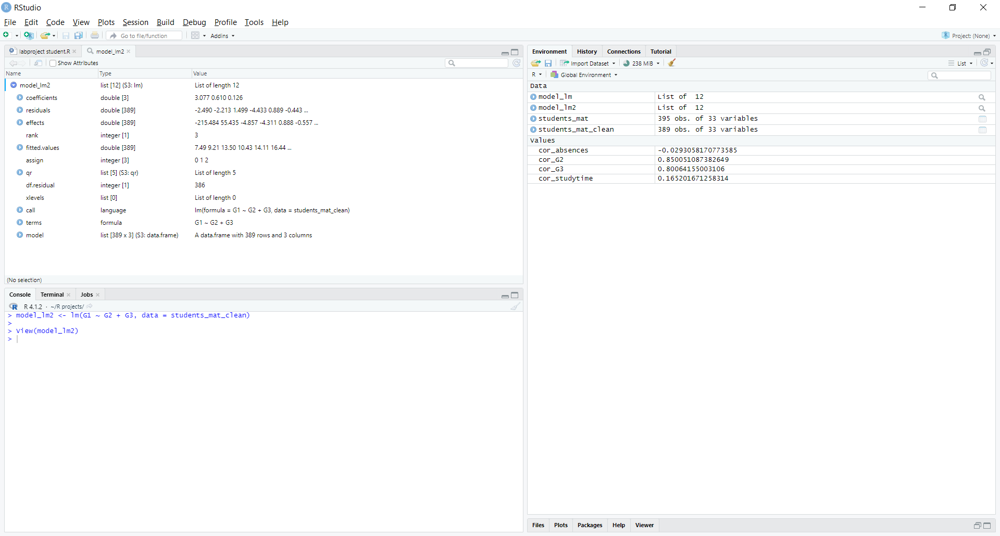 RStudio
File Edit Code View Plots Session Build Debug Profile Tools Help
Go to file/function Addins Project: (None)
labproject student.R model_lm2
Show Attributes
Name Type Value
model_lm2 list [12] (S3: lm) List of length 12
coefficients double [3] 3.077 0.610 0.126
residuals double [389] -2.490 -2.213 1.499 -4.433 0.889 -0.443 ...
effects double [389] -215.484 55.435 -4.857 -4.311 0.888 -0.557 ...
rank integer [1] 3
fitted.values double [389] 7.49 9.21 13.50 10.43 14.11 16.44 ...
assign integer [3] 0 1 2
qr list [5] (S3: qr) List of length 5
df.residual integer [1] 386
xlevels list [0] List of length 0
call language lm(formula = G1 ~ G2 + G3, data = students_mat_clean)
terms formula G1 ~ G2 + G3
model list [389 x 3] (S3: data.frame) A data.frame with 389 rows and 3 columns
(No selection)
Console Terminal Jobs
R 4.1.2 · ~/R projects/
> model_lm2 <- lm(G1 ~ G2 + G3, data = students_mat_clean)
>
> View(model_lm2)
>
Environment History Connections Tutorial
Import Dataset 238 MiB List
R Global Environment
Data
model_lm List of 12
model_lm2 List of 12
students_mat 395 obs. of 33 variables
students_mat_clean 389 obs. of 33 variables
Values
cor_absences -0.0293058170773585
cor_G2 0.850051087382649
cor_G3 0.80064155003106
cor_studytime 0.165201671258314
Files Plots Packages Help Viewer